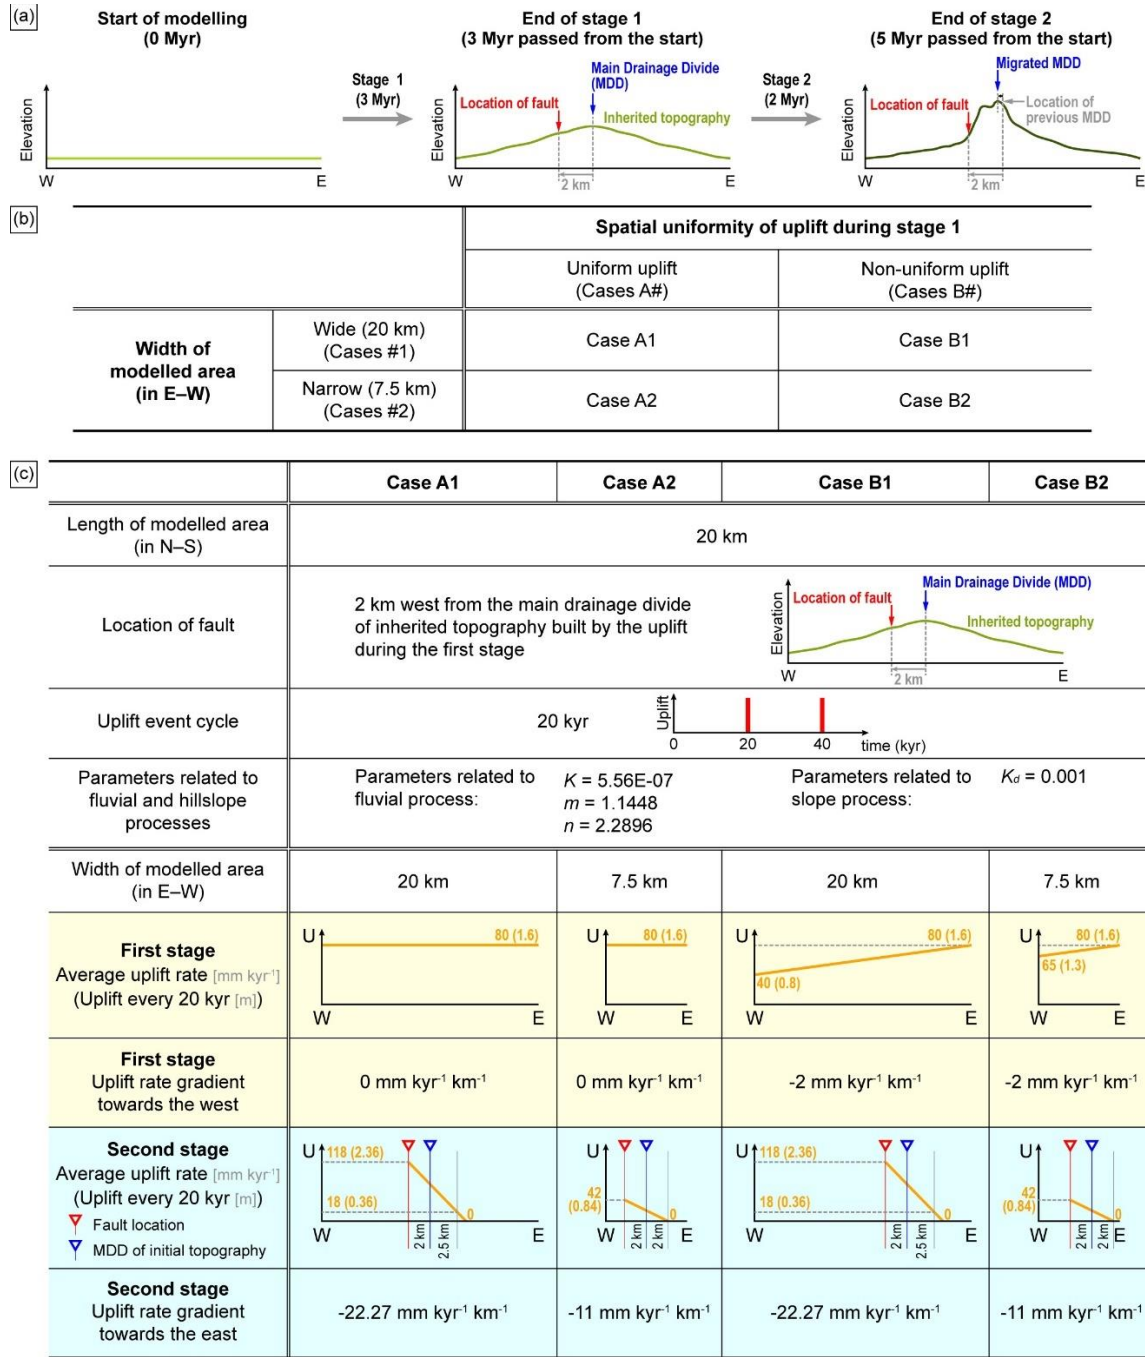 (a)
Start of modelling
(0 Myr)
End of stage 1
(3 Myr passed from the start)
End of stage 2
(5 Myr passed from the start)
Elevation
W
E
Stage 1
(3 Myr)
Elevation
Location of fault
Main Drainage Divide
(MDD)
Inherited topography
W
2 km
E
Stage 2
(2 Myr)
Elevation
Location of fault
Migrated MDD
Location of
previous MDD
W
2 km
E
(b)
Spatial uniformity of uplift during stage 1
Uniform uplift
(Cases A#)
Non-uniform uplift
(Cases B#)
Width of
modelled area
(in E–W)
Wide (20 km)
(Cases #1)
Case A1
Case B1
Narrow (7.5 km)
(Cases #2)
Case A2
Case B2
(c)
Case A1
Case A2
Case B1
Case B2
Length of modelled area
(in N–S)
20 km
Location of fault
2 km west from the main drainage divide
of inherited topography built by the uplift
during the first stage
Elevation
Location of fault
Main Drainage Divide (MDD)
Inherited topography
W
2 km
E
Uplift event cycle
20 kyr
Uplift
0
20
40
time (kyr)
Parameters related to
fluvial and hillslope
processes
Parameters related to
fluvial process:
K = 5.56E-07
m = 1.1448
n = 2.2896
Parameters related to
slope process:
Kd = 0.001
Width of modelled area
(in E–W)
20 km
7.5 km
20 km
7.5 km
First stage
Average uplift rate [mm kyr-1]
(Uplift every 20 kyr [m])
U
80 (1.6)
W
E
U
80 (1.6)
W
E
U
80 (1.6)
40 (0.8)
W
E
U
80 (1.6)
65 (1.3)
W
E
First stage
Uplift rate gradient
towards the west
0 mm kyr-1 km-1
0 mm kyr-1 km-1
-2 mm kyr-1 km-1
-2 mm kyr-1 km-1
Second stage
Average uplift rate [mm kyr-1]
(Uplift every 20 kyr [m])
Fault location
MDD of initial topography
U
118 (2.36)
18 (0.36)
0
W
2 km
2.5 km
E
U
42
(0.84)
0
W
2 km
2 km
E
U
118 (2.36)
18 (0.36)
0
W
2 km
2.5 km
E
U
42
(0.84)
0
W
2 km
2 km
E
Second stage
Uplift rate gradient
towards the east
-22.27 mm kyr-1 km-1
-11 mm kyr-1 km-1
-22.27 mm kyr-1 km-1
-11 mm kyr-1 km-1